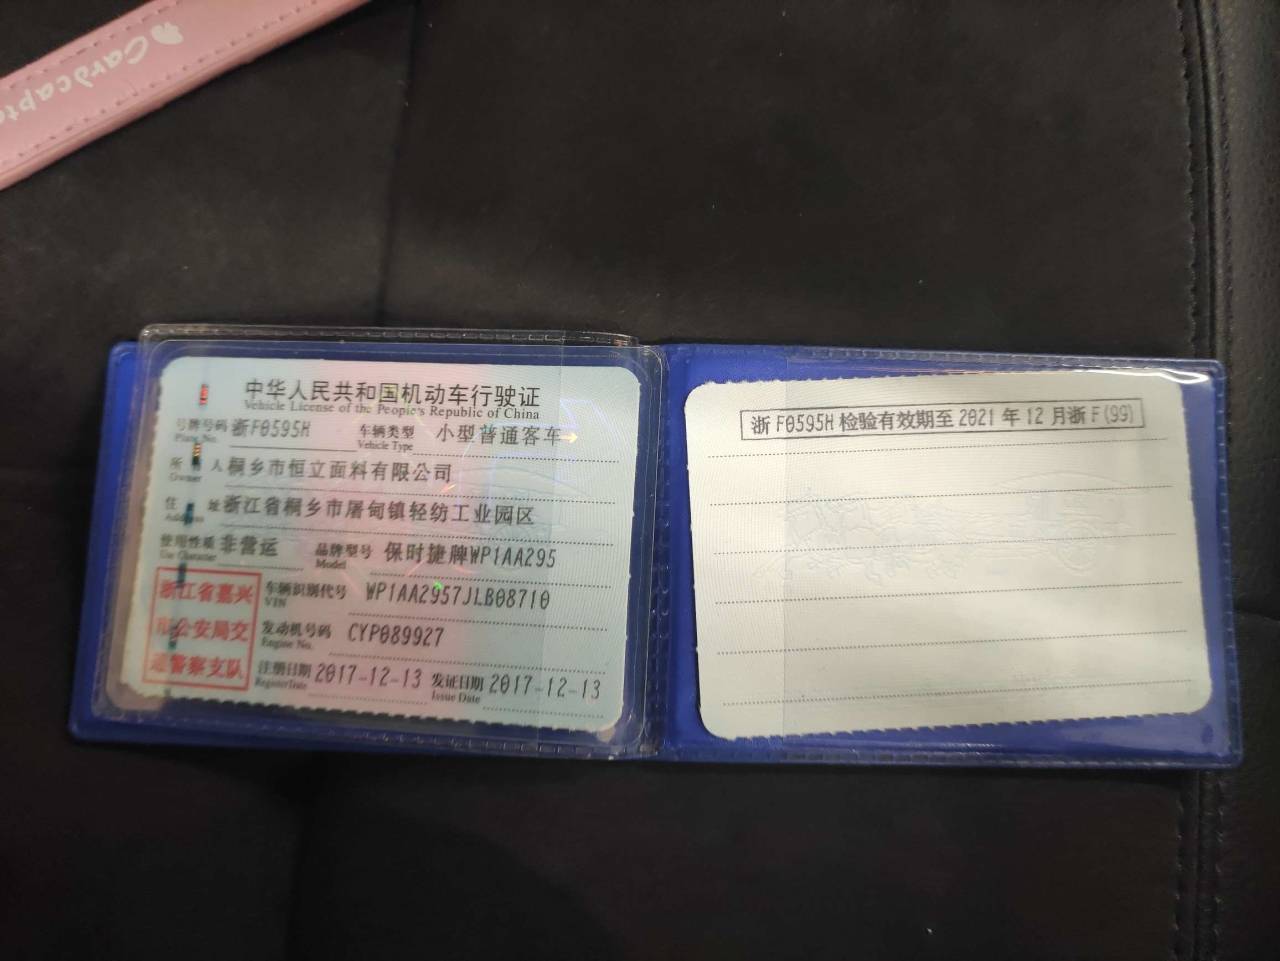 Cardcapto
中华人民共和国机动车行驶证
Vehicle License of the People's Republic of China
号牌号码 浙F0595H 车辆类型 小型普通客车
Plate No. Vehicle Type
所 人 桐乡市恒立面料有限公司
Owner
住 址 浙江省桐乡市屠甸镇轻纺工业园区
Address
使用性质 非营运 品牌型号 保时捷牌WP1AA295
Use Character Model
浙江省嘉兴
公安局交
通警察支队
车辆识别代号 WP1AA2957JLB08710
VIN
发动机号码 CYP089927
Engine No.
注册日期 2017-12-13 发证日期 2017-12-13
Register Date Issue Date
浙 F0595H 检验有效期至 2021 年 12 月浙 F(99)